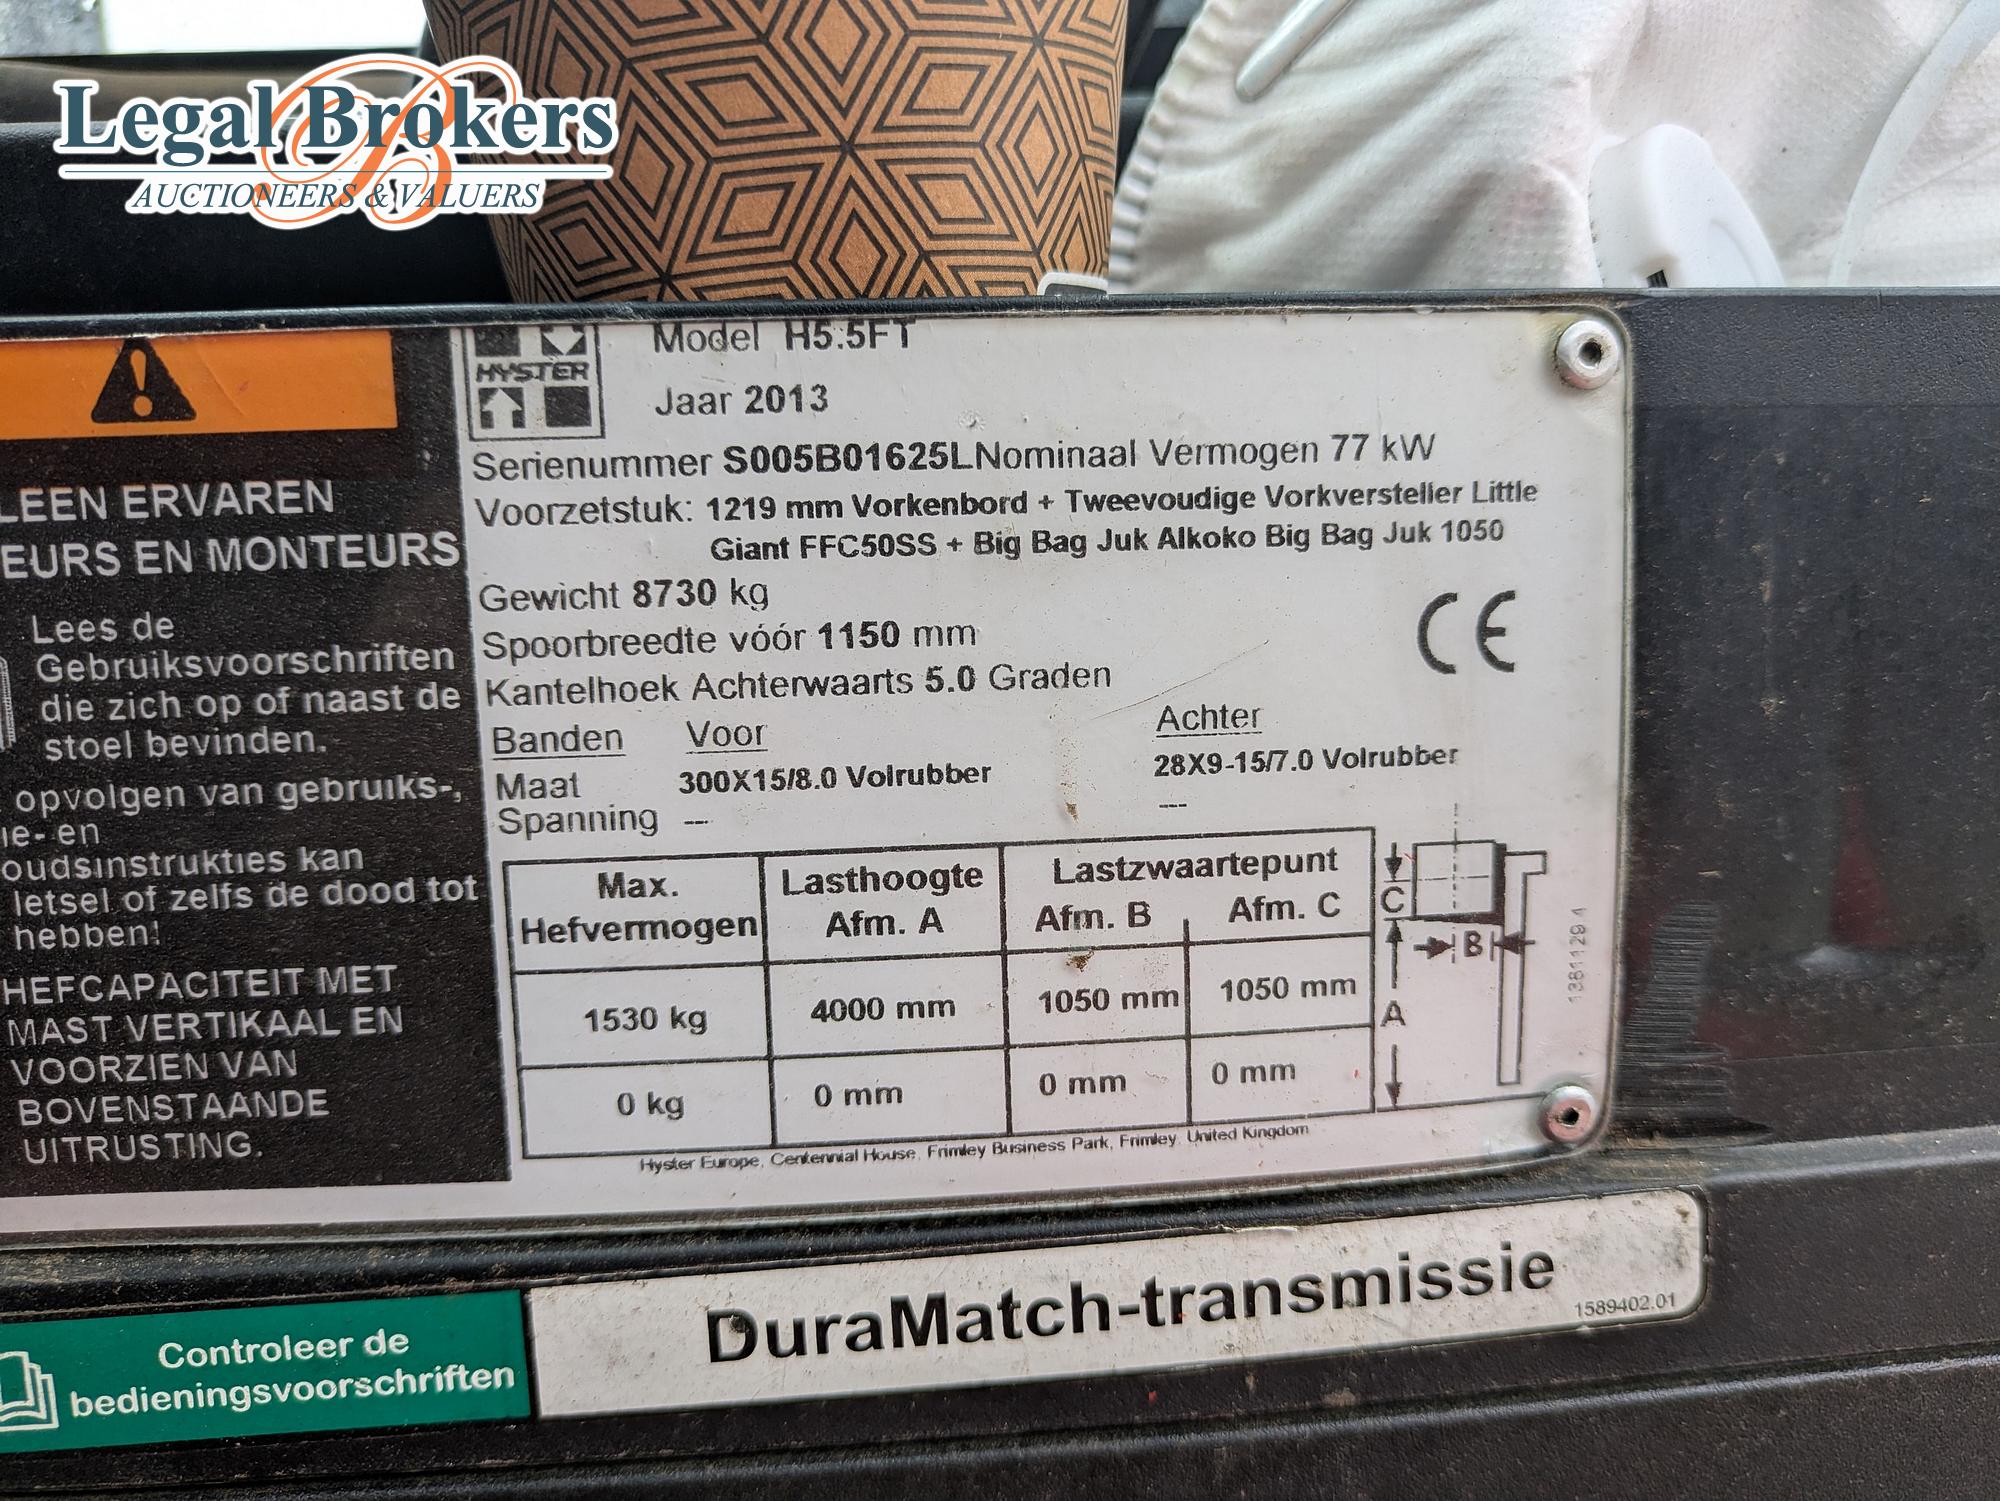 Legal Brokers
AUCTIONEERS & VALUERS
HYSTER
Model H5.5FT
Jaar 2013
Serienummer S005B01625L Nominaal Vermogen 77 kW
Voorzetstuk: 1219 mm Vorkenbord + Tweevoudige Vorkversteller Little
Giant FFC50SS + Big Bag Juk Alkoko Big Bag Juk 1050
Gewicht 8730 kg
Spoorbreedte vóór 1150 mm
Kantelhoek Achterwaarts 5.0 Graden
Banden Voor Achter
Maat 300X15/8.0 Volrubber 28X9-15/7.0 Volrubber
Spanning --- ---
Max. Hefvermogen Lasthoogte Afm. A Lastzwaartepunt Afm. B Afm. C
1530 kg 4000 mm 1050 mm 1050 mm
0 kg 0 mm 0 mm 0 mm
C
B
A
Hyster Europe, Centennial House, Frimley Business Park, Frimley, United Kingdom
LEEN ERVAREN
EURS EN MONTEURS
Lees de
Gebruiksvoorschriften
die zich op of naast de
stoel bevinden.
opvolgen van gebruiks-,
ie- en
oudsinstrukties kan
letsel of zelfs de dood tot
hebben!
HEFCAPACITEIT MET
MAST VERTIKAAL EN
VOORZIEN VAN
BOVENSTAANDE
UITRUSTING.
DuraMatch-transmissie
1589402.01
Controleer de
bedieningsvoorschriften